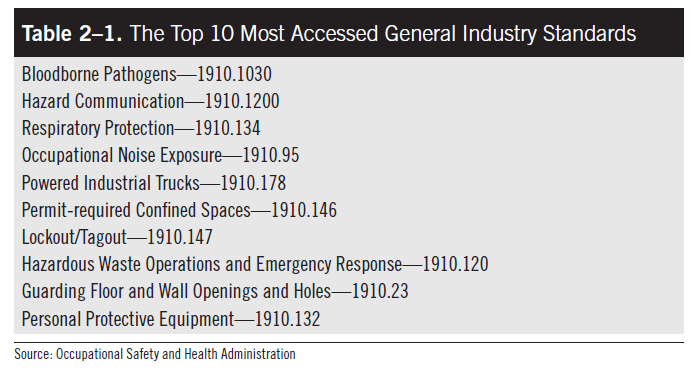 Table 2–1. The Top 10 Most Accessed General Industry Standards
Bloodborne Pathogens—1910.1030
Hazard Communication—1910.1200
Respiratory Protection—1910.134
Occupational Noise Exposure—1910.95
Powered Industrial Trucks—1910.178
Permit-required Confined Spaces—1910.146
Lockout/Tagout—1910.147
Hazardous Waste Operations and Emergency Response—1910.120
Guarding Floor and Wall Openings and Holes—1910.23
Personal Protective Equipment—1910.132
Source: Occupational Safety and Health Administration